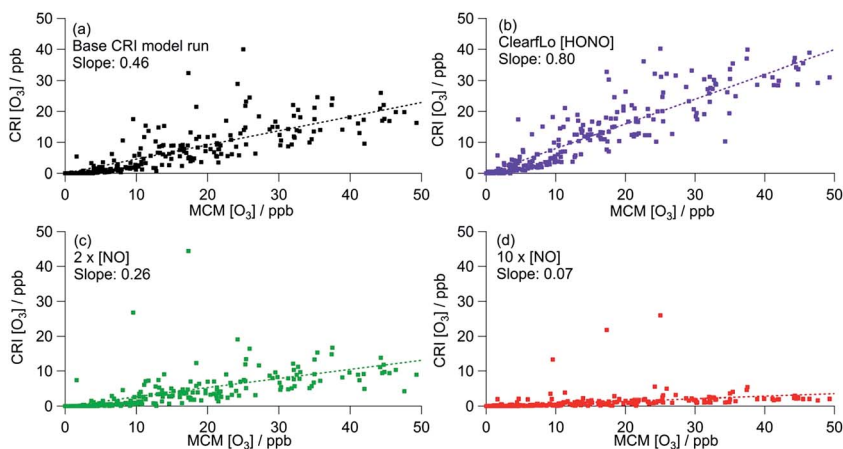 (a)
Base CRI model run
Slope: 0.46
CRI [O₃] / ppb
50
40
30
20
10
0
0 10 20 30 40 50
MCM [O₃] / ppb
(b)
ClearfLo [HONO]
Slope: 0.80
CRI [O₃] / ppb
50
40
30
20
10
0
0 10 20 30 40 50
MCM [O₃] / ppb
(c)
2 x [NO]
Slope: 0.26
CRI [O₃] / ppb
50
40
30
20
10
0
0 10 20 30 40 50
MCM [O₃] / ppb
(d)
10 x [NO]
Slope: 0.07
CRI [O₃] / ppb
50
40
30
20
10
0
0 10 20 30 40 50
MCM [O₃] / ppb